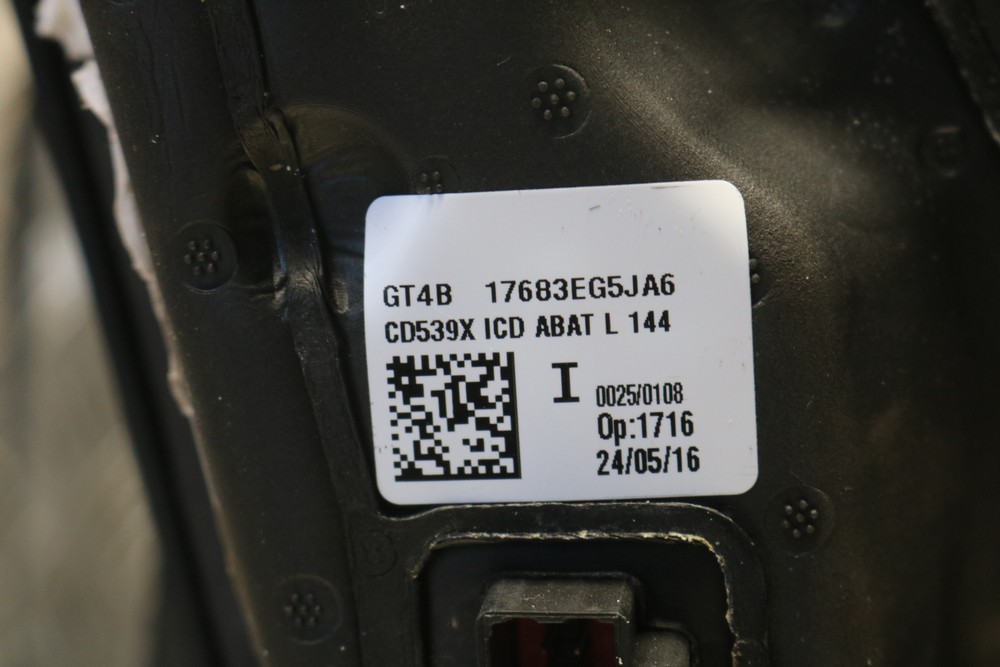 GT4B 17683EG5JA6
CD539X ICD ABAT L 144
I
0025/0108
Op:1716
24/05/16